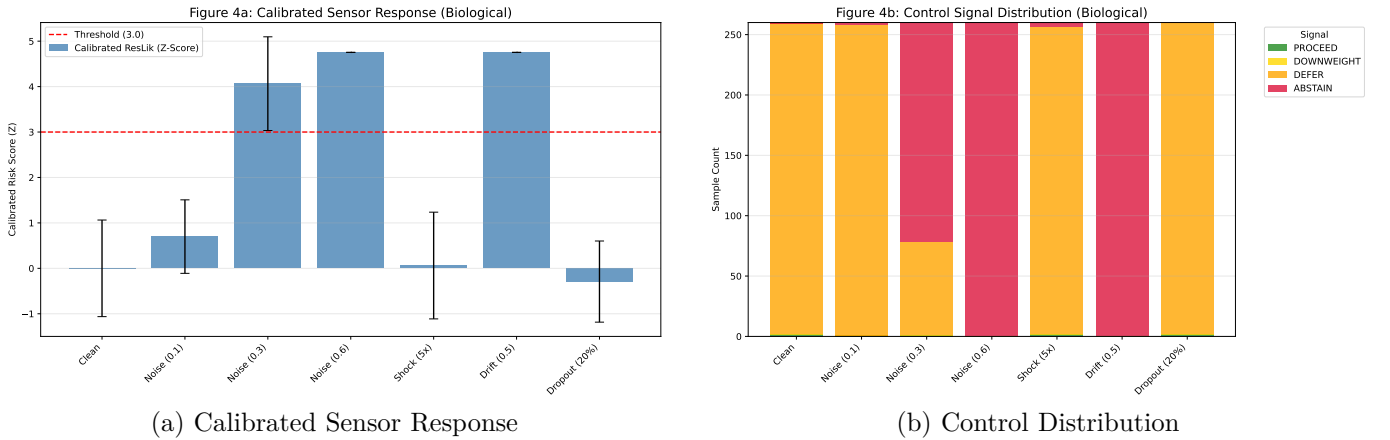 Figure 4a: Calibrated Sensor Response (Biological)
Threshold (3.0)
Calibrated ResLik (Z-Score)
Calibrated Risk Score (Z)
5
4
3
2
1
0
−1
Clean
Noise (0.1)
Noise (0.3)
Noise (0.6)
Shock (5x)
Drift (0.5)
Dropout (20%)
(a) Calibrated Sensor Response
Figure 4b: Control Signal Distribution (Biological)
Sample Count
250
200
150
100
50
0
Clean
Noise (0.1)
Noise (0.3)
Noise (0.6)
Shock (5x)
Drift (0.5)
Dropout (20%)
Signal
PROCEED
DOWNWEIGHT
DEFER
ABSTAIN
(b) Control Distribution